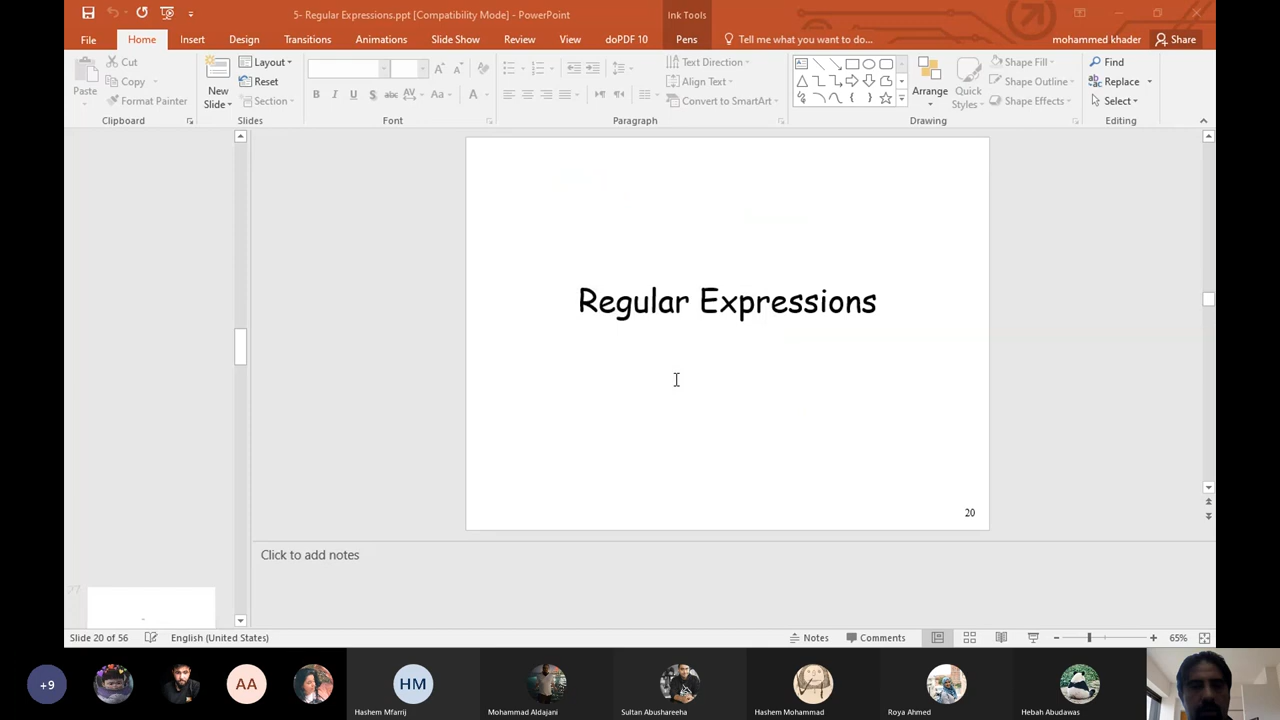 5- Regular Expressions.ppt [Compatibility Mode] - PowerPoint
Ink Tools
File
Home
Insert
Design
Transitions
Animations
Slide Show
Review
View
doPDF 10
Pens
Tell me what you want to do...
mohammed khader
Share
Paste
Cut
Copy
Format Painter
Clipboard
New
Slide
Layout
Reset
Section
Slides
B I U S abc AV Aa A
Font
Text Direction
Align Text
Convert to SmartArt
Paragraph
Arrange
Quick
Styles
Shape Fill
Shape Outline
Shape Effects
Drawing
Find
Replace
Select
Editing
Regular Expressions
20
Click to add notes
Slide 20 of 56
English (United States)
Notes
Comments
65%
+9
AA
HM
Hashem Mfarrij
Mohammad Aldajani
Sultan Abushareeha
Hashem Mohammad
Roya Ahmed
Hebah Abudawas